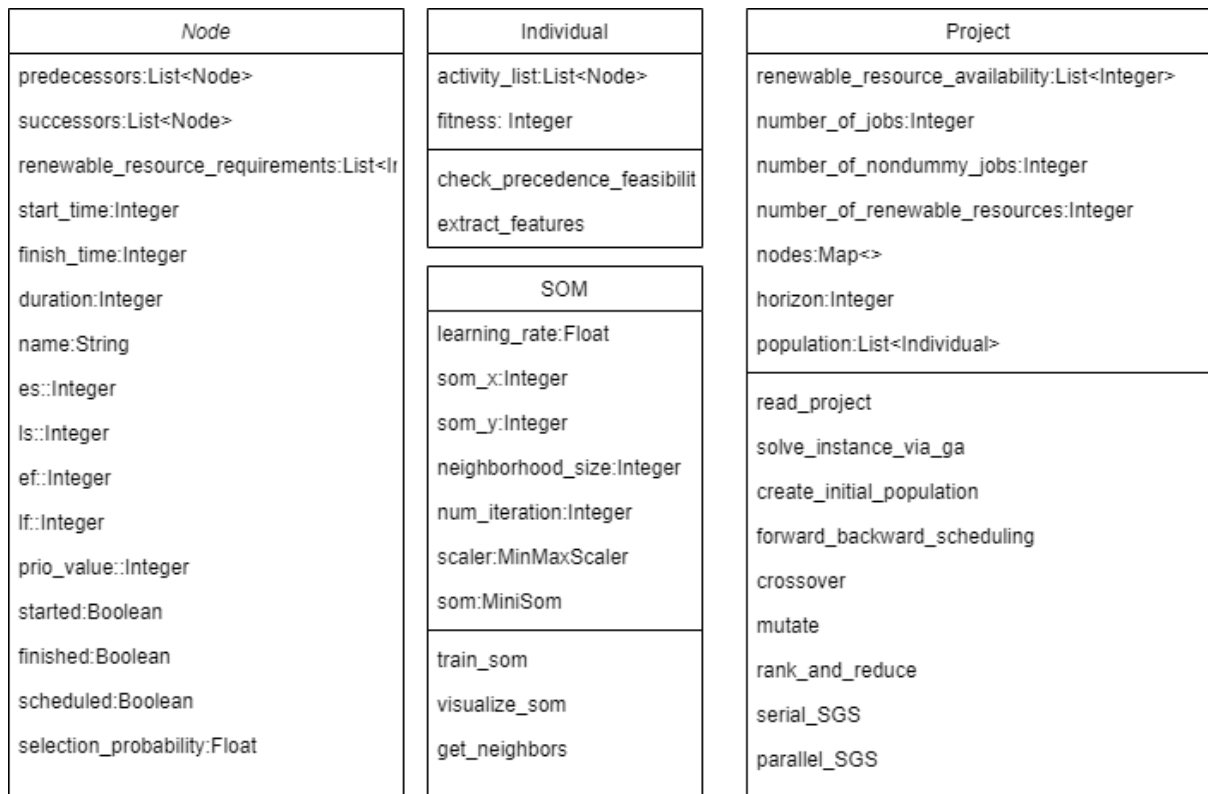 Node
predecessors:List<Node>
successors:List<Node>
renewable_resource_requirements:List<Ir
start_time:Integer
finish_time:Integer
duration:Integer
name:String
es::Integer
ls::Integer
ef::Integer
lf::Integer
prio_value::Integer
started:Boolean
finished:Boolean
scheduled:Boolean
selection_probability:Float
Individual
activity_list:List<Node>
fitness: Integer
check_precedence_feasibilit
extract_features
SOM
learning_rate:Float
som_x:Integer
som_y:Integer
neighborhood_size:Integer
num_iteration:Integer
scaler:MinMaxScaler
som:MiniSom
train_som
visualize_som
get_neighbors
Project
renewable_resource_availability:List<Integer>
number_of_jobs:Integer
number_of_nondummy_jobs:Integer
number_of_renewable_resources:Integer
nodes:Map<>
horizon:Integer
population:List<Individual>
read_project
solve_instance_via_ga
create_initial_population
forward_backward_scheduling
crossover
mutate
rank_and_reduce
serial_SGS
parallel_SGS